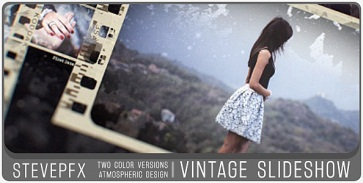 STEVEPFX
TWO COLOR VERSIONS
ATMOSPHERIC DESIGN
VINTAGE SLIDESHOW